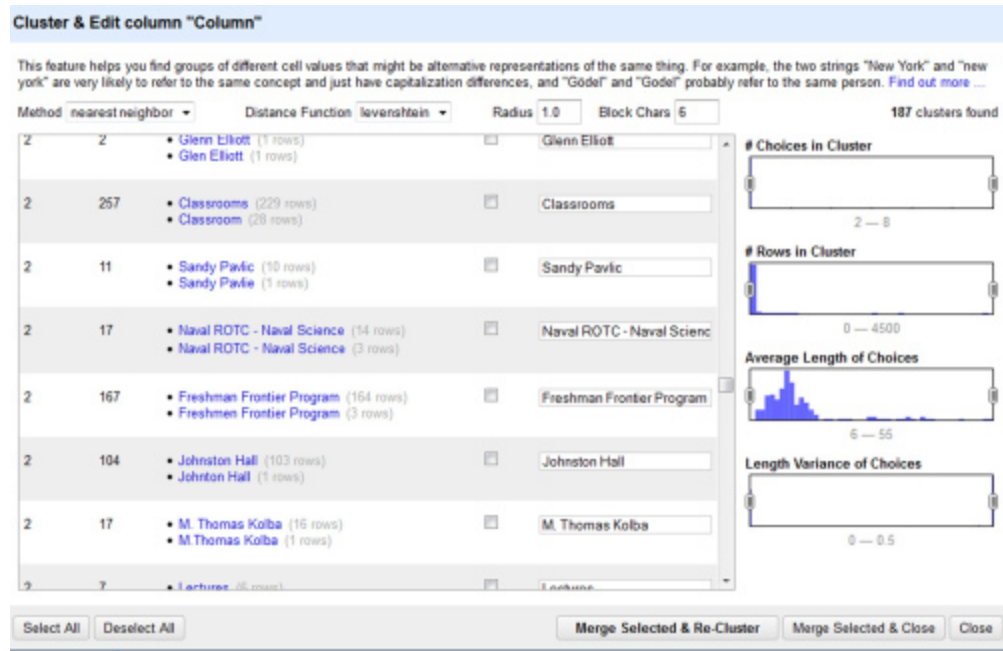 Cluster & Edit column "Column"
This feature helps you find groups of different cell values that might be alternative representations of the same thing. For example, the two strings "New York" and "new
york" are very likely to refer to the same concept and just have capitalization differences, and "Gödel" and "Godel" probably refer to the same person. Find out more ...
Method nearest neighbor Distance Function levenshtein Radius 1.0 Block Chars 6 187 clusters found
2 2 • Glenn Elliott (1 rows) Glenn Elliott
• Glen Elliott (1 rows)
2 257 • Classrooms (229 rows) Classrooms
• Classroom (28 rows)
2 11 • Sandy Pavlic (10 rows) Sandy Pavlic
• Sandy Pavlie (1 rows)
2 17 • Naval ROTC - Naval Science (14 rows) Naval ROTC - Naval Scienc
• Naval ROTC - Naval Science (3 rows)
2 167 • Freshman Frontier Program (164 rows) Freshman Frontier Program
• Freshmen Frontier Program (3 rows)
2 104 • Johnston Hall (103 rows) Johnston Hall
• Johnton Hall (1 rows)
2 17 • M. Thomas Kolba (16 rows) M. Thomas Kolba
• M.Thomas Kolba (1 rows)
2 7 • Lectures (6 rows) Lectures
# Choices in Cluster
2 — 8
# Rows in Cluster
0 — 4500
Average Length of Choices
6 — 55
Length Variance of Choices
0 — 0.5
Select All Deselect All Merge Selected & Re-Cluster Merge Selected & Close Close